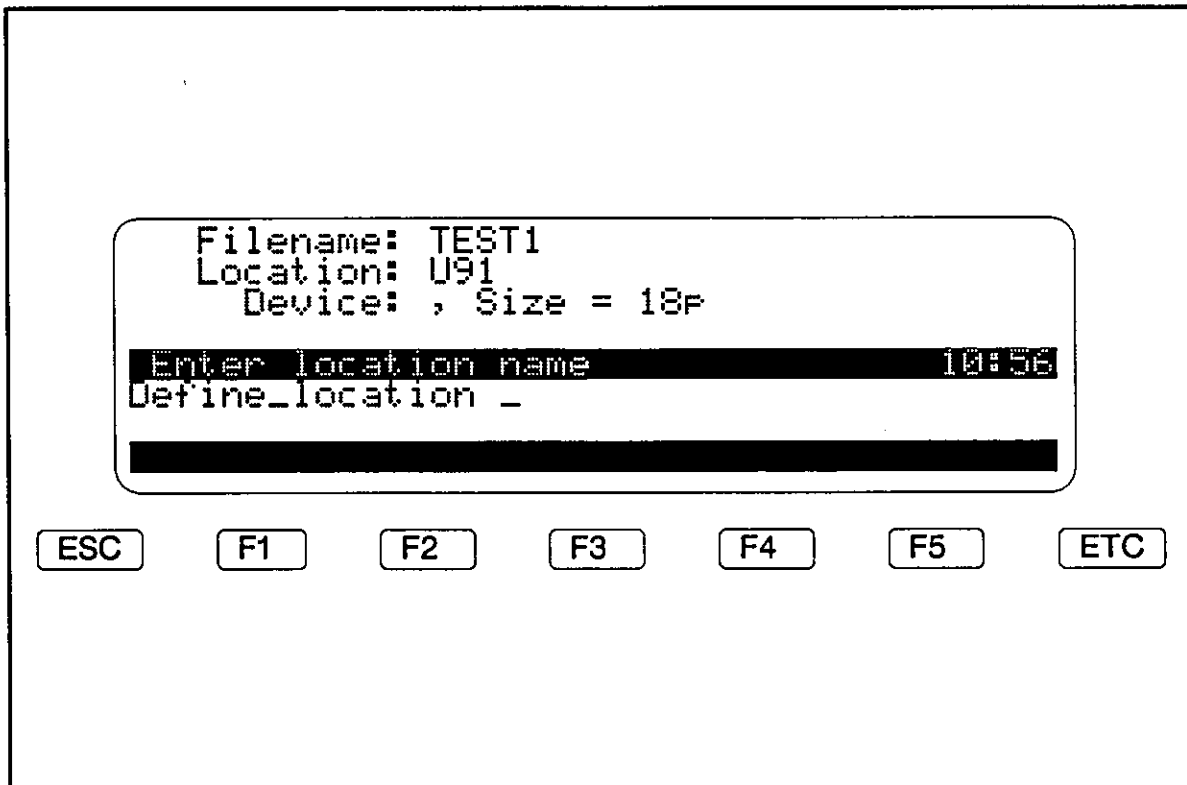 Filename: TEST1
Location: U91
Device: , Size = 18p
Enter location name 10:56
Define_location _
ESC F1 F2 F3 F4 F5 ETC